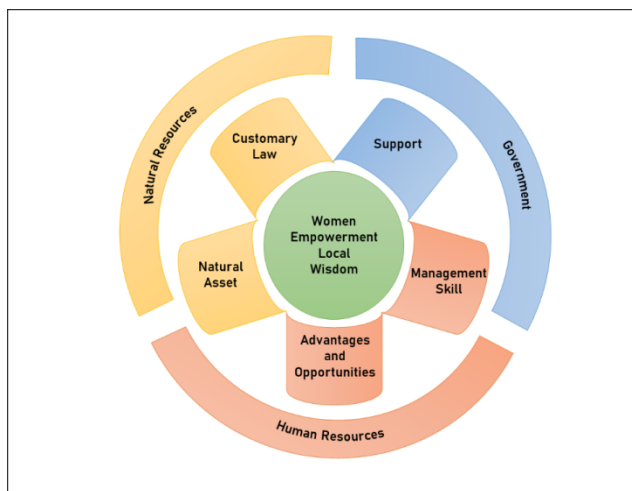 Natural Resources
Customary
Law
Support
Government
Women
Empowerment
Local
Wisdom
Natural
Asset
Management
Skill
Advantages
and
Opportunities
Human Resources